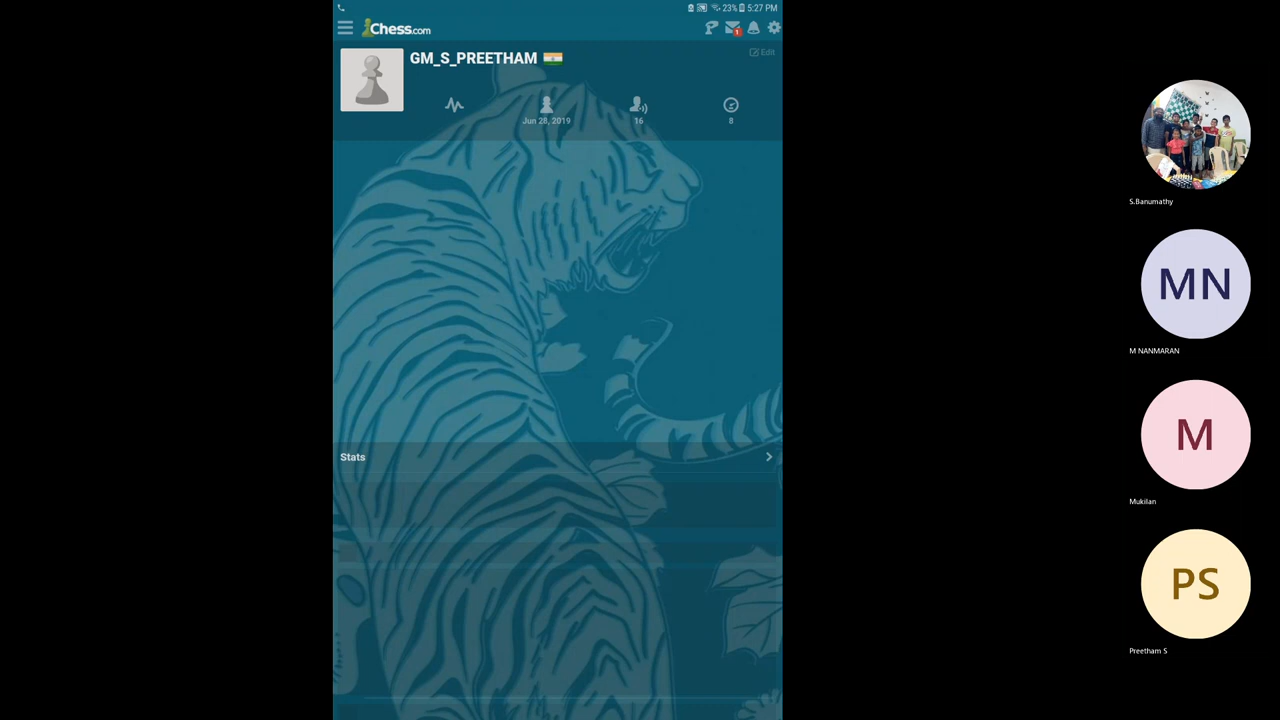 23% 5:27 PM
Chess.com
1
GM_S_PREETHAM
Edit
Jun 28, 2019
16
8
Stats
S.Banumathy
MN
M NANMARAN
M
Mukilan
PS
Preetham S